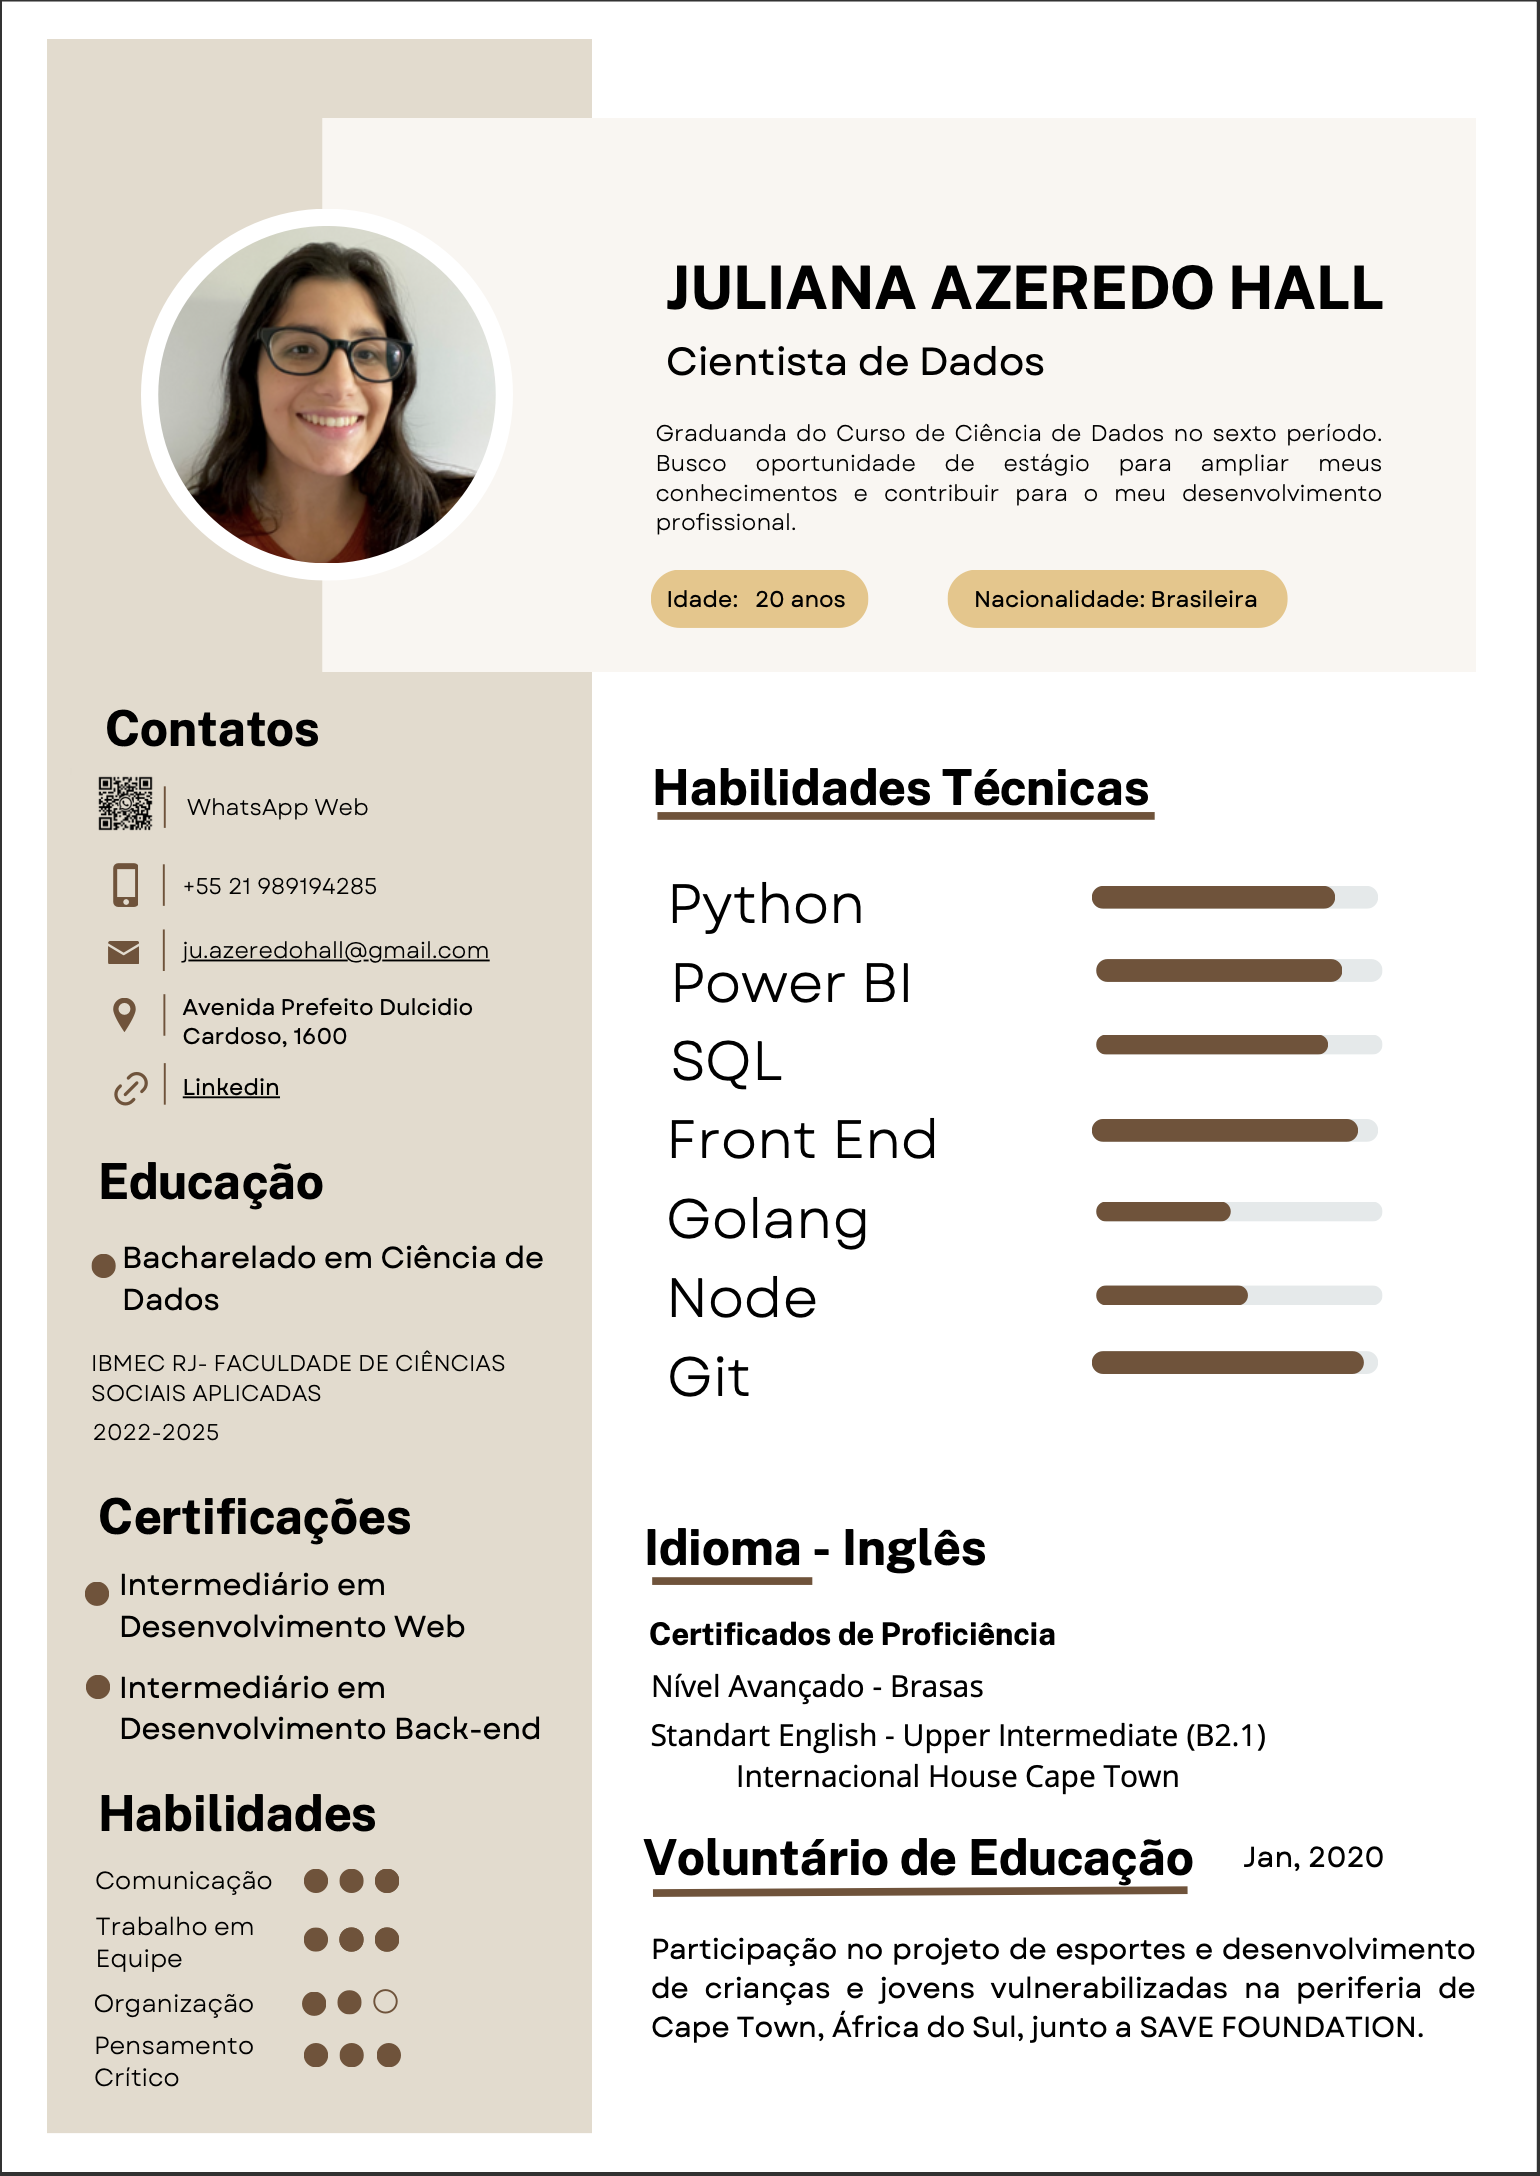 JULIANA AZEREDO HALL
Cientista de Dados
Graduanda do Curso de Ciência de Dados no sexto período.
Busco oportunidade de estágio para ampliar meus
conhecimentos e contribuir para o meu desenvolvimento
profissional.
Idade: 20 anos
Nacionalidade: Brasileira
Contatos
WhatsApp Web
+55 21 989194285
ju.azeredohall@gmail.com
Avenida Prefeito Dulcidio
Cardoso, 1600
Linkedin
Educação
Bacharelado em Ciência de
Dados
IBMEC RJ- FACULDADE DE CIÊNCIAS
SOCIAIS APLICADAS
2022-2025
Certificações
Intermediário em
Desenvolvimento Web
Intermediário em
Desenvolvimento Back-end
Habilidades
Comunicação
Trabalho em
Equipe
Organização
Pensamento
Crítico
Habilidades Técnicas
Python
Power BI
SQL
Front End
Golang
Node
Git
Idioma - Inglês
Certificados de Proficiência
Nível Avançado - Brasas
Standart English - Upper Intermediate (B2.1)
Internacional House Cape Town
Voluntário de Educação
Jan, 2020
Participação no projeto de esportes e desenvolvimento
de crianças e jovens vulnerabilizadas na periferia de
Cape Town, África do Sul, junto a SAVE FOUNDATION.